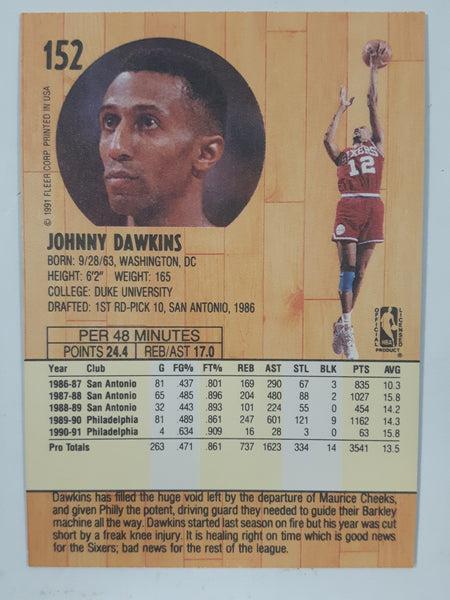 152
© 1991 FLEER CORP. PRINTED IN USA
SIXERS
12
JOHNNY DAWKINS
BORN: 9/28/63, WASHINGTON, DC
HEIGHT: 6'2" WEIGHT: 165
COLLEGE: DUKE UNIVERSITY
DRAFTED: 1ST RD-PICK 10, SAN ANTONIO, 1986
OFFICIAL NBA LICENSED
PRODUCT
PER 48 MINUTES
POINTS 24.4 REB/AST 17.0
Year Club G FG% FT% REB AST STL BLK PTS AVG
1986-87 San Antonio 81 .437 .801 169 290 67 3 835 10.3
1987-88 San Antonio 65 .485 .896 204 480 88 2 1027 15.8
1988-89 San Antonio 32 .443 .893 101 224 55 0 454 14.2
1989-90 Philadelphia 81 .489 .861 247 601 121 9 1162 14.3
1990-91 Philadelphia 4 .634 .909 16 28 3 0 63 15.8
Pro Totals 263 .471 .861 737 1623 334 14 3541 13.5
Dawkins has filled the huge void left by the departure of Maurice Cheeks,
and given Philly the potent, driving guard they needed to guide their Barkley
machine all the way. Dawkins started last season on fire but his year was cut
short by a freak knee injury. It is healing right on time which is good news
for the Sixers; bad news for the rest of the league.